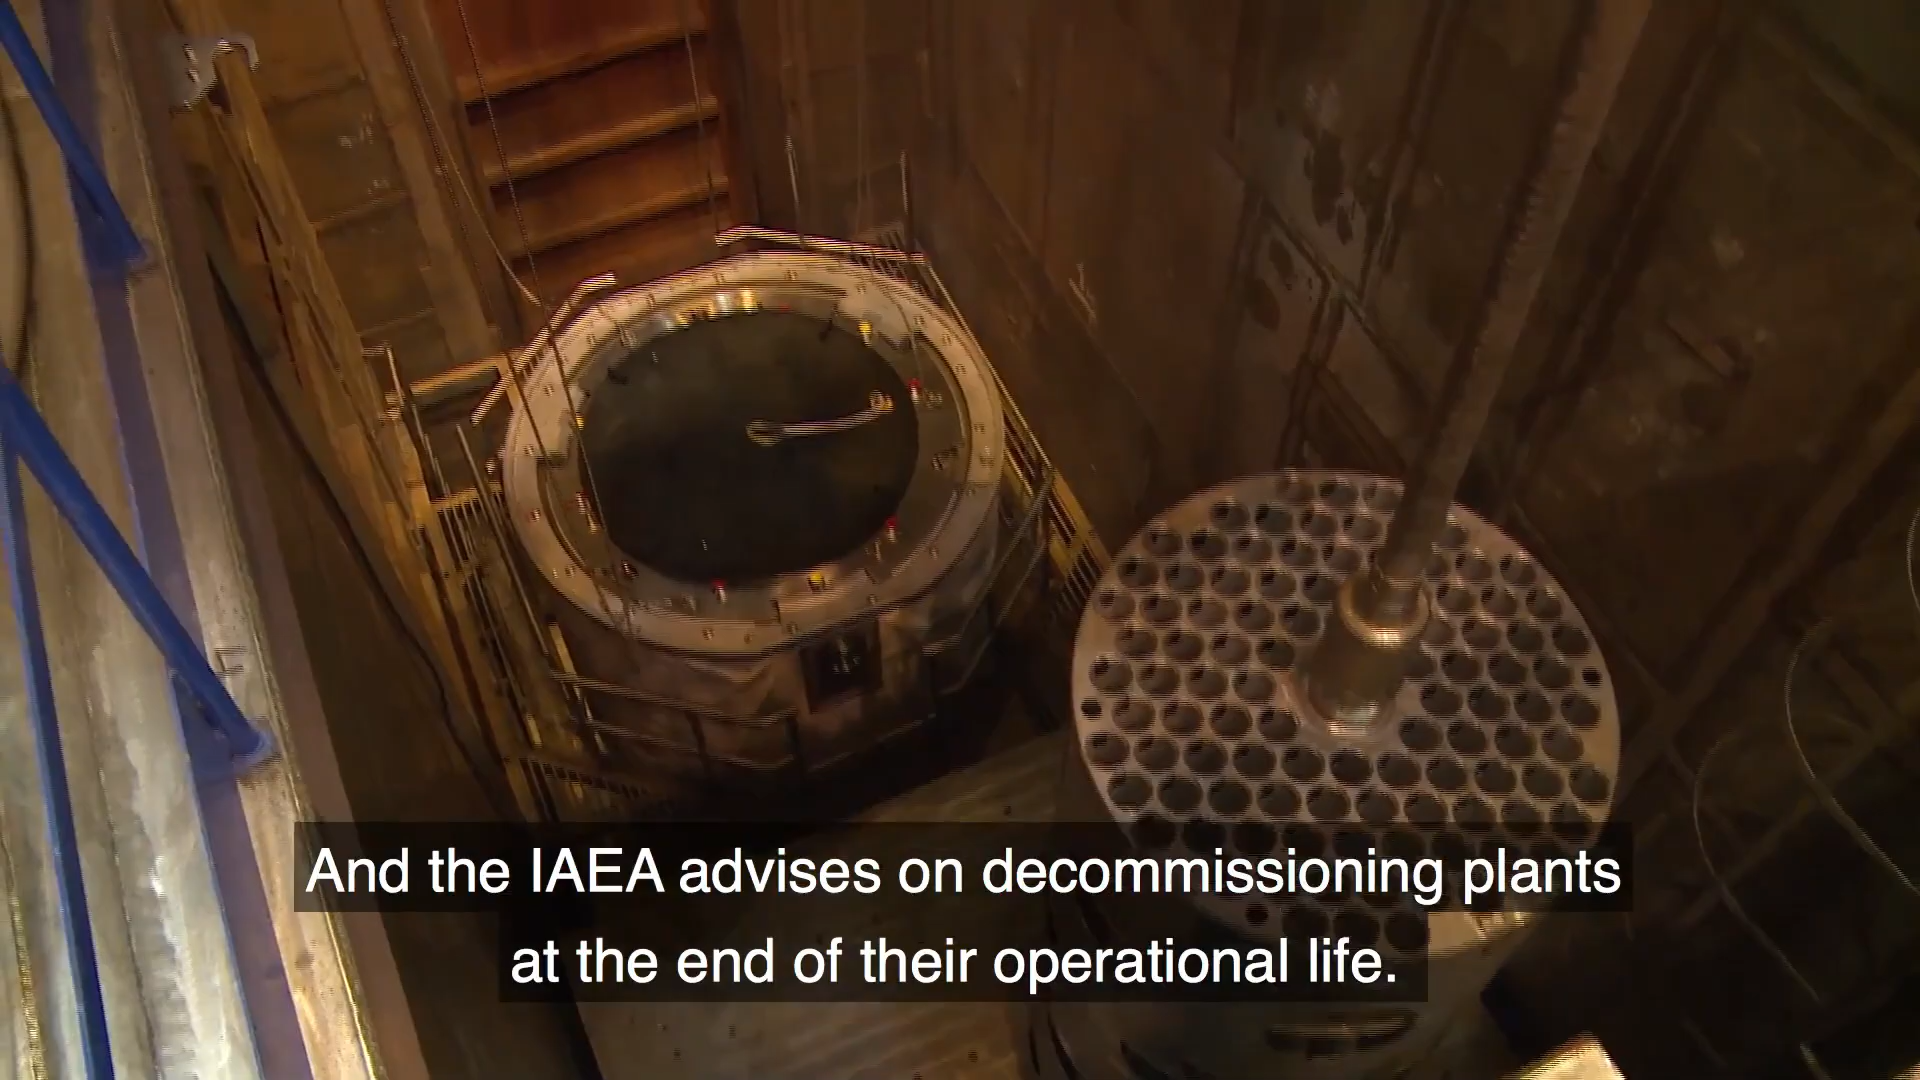 And the IAEA advises on decommissioning plants
at the end of their operational life.